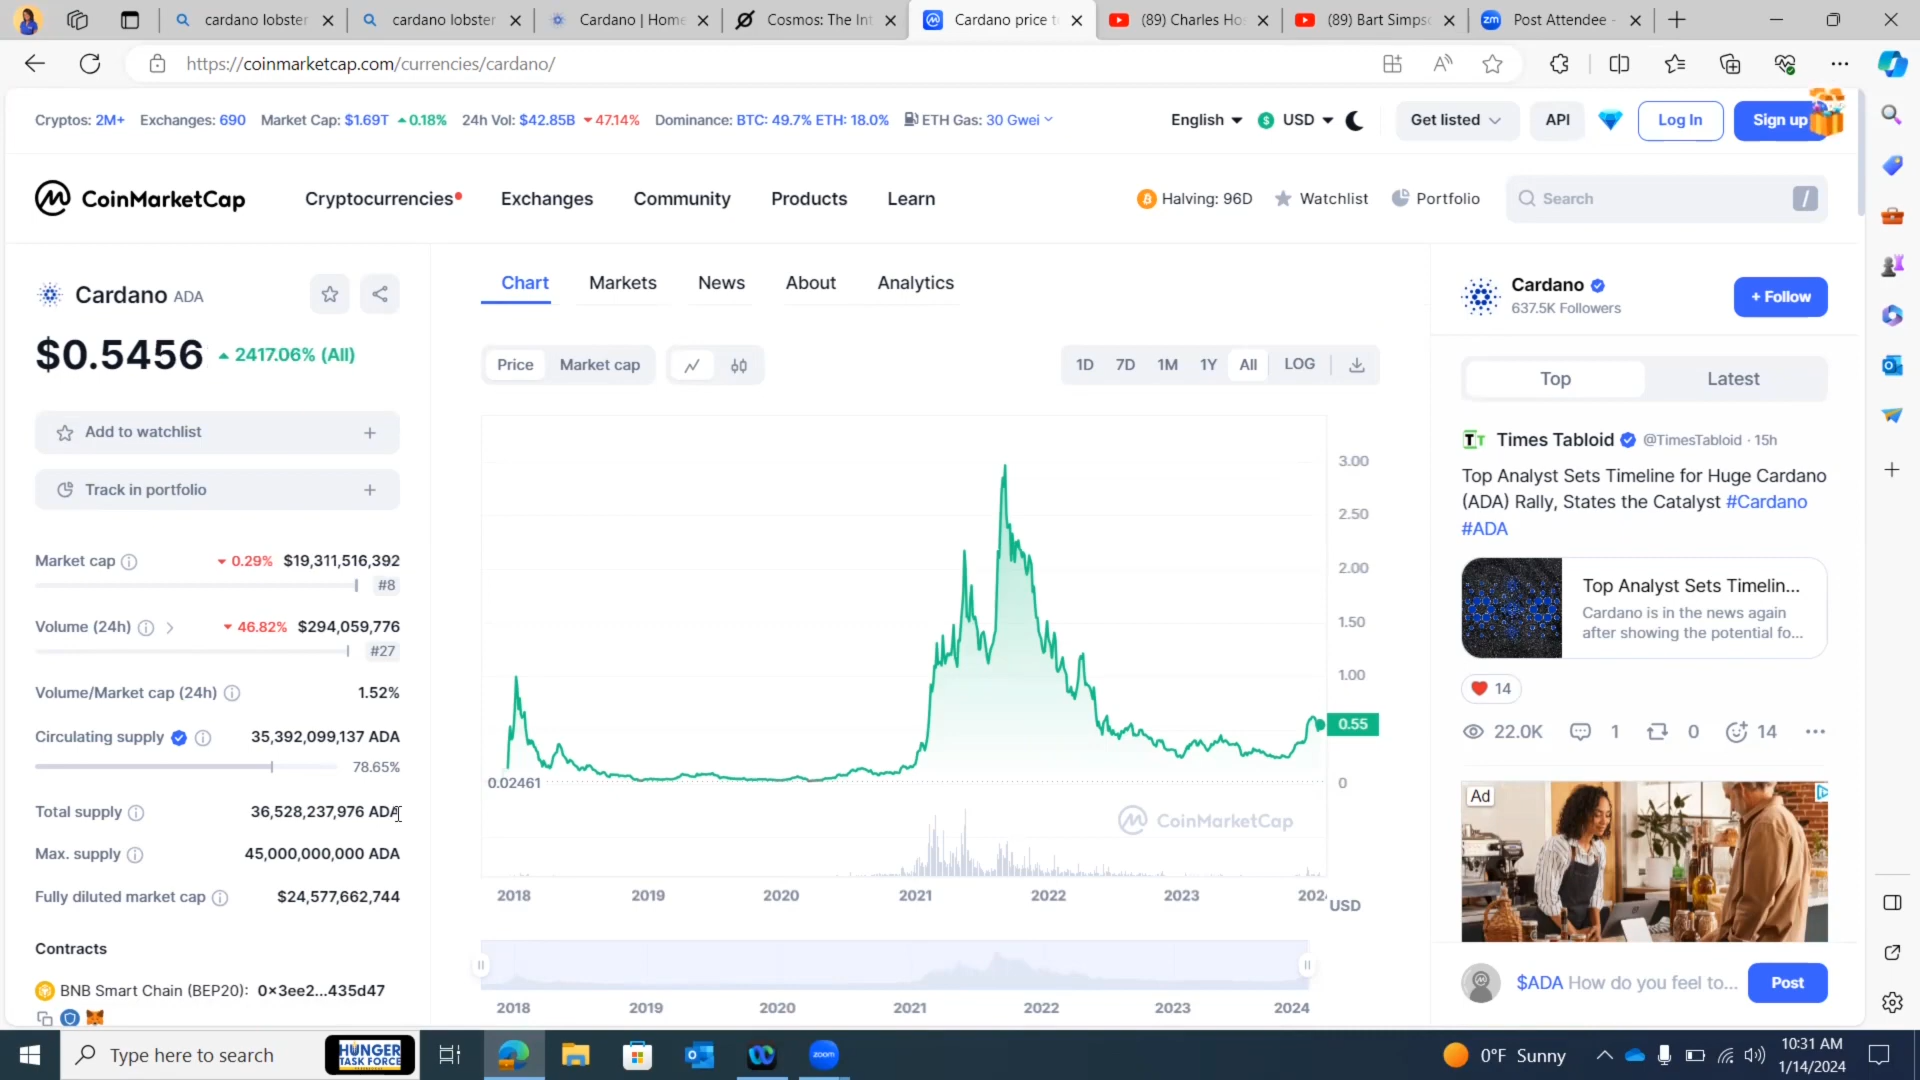 cardano lobster
cardano lobster
Cardano | Home
Cosmos: The Int
Cardano price t
(89) Charles Hos
(89) Bart Simpso
zm Post Attendee -
https://coinmarketcap.com/currencies/cardano/
Cryptos: 2M+ Exchanges: 690 Market Cap: $1.69T 0.18% 24h Vol: $42.85B 47.14% Dominance: BTC: 49.7% ETH: 18.0% ETH Gas: 30 Gwei
English USD Get listed API Log In Sign up
CoinMarketCap Cryptocurrencies Exchanges Community Products Learn
Halving: 96D Watchlist Portfolio Search /
Cardano ADA
$0.5456 2417.06% (All)
Add to watchlist +
Track in portfolio +
Market cap 0.29% $19,311,516,392
#8
Volume (24h) 46.82% $294,059,776
#27
Volume/Market cap (24h) 1.52%
Circulating supply 35,392,099,137 ADA
78.65%
Total supply 36,528,237,976 ADA
Max. supply 45,000,000,000 ADA
Fully diluted market cap $24,577,662,744
Contracts
BNB Smart Chain (BEP20): 0x3ee2...435d47
Chart Markets News About Analytics
Price Market cap
1D 7D 1M 1Y All LOG
3.00
2.50
2.00
1.50
1.00
0.55
0.02461
0
CoinMarketCap
2018 2019 2020 2021 2022 2023 202
USD
2018 2019 2020 2021 2022 2023 2024
Cardano
637.5K Followers
+ Follow
Top Latest
Times Tabloid @TimesTabloid · 15h
Top Analyst Sets Timeline for Huge Cardano
(ADA) Rally, States the Catalyst #Cardano
#ADA
Top Analyst Sets Timelin...
Cardano is in the news again
after showing the potential fo...
14
22.0K 1 0 14
Ad
$ADA How do you feel to... Post
Type here to search
HUNGER
TASK FORCE
zoom
0°F Sunny
10:31 AM
1/14/2024